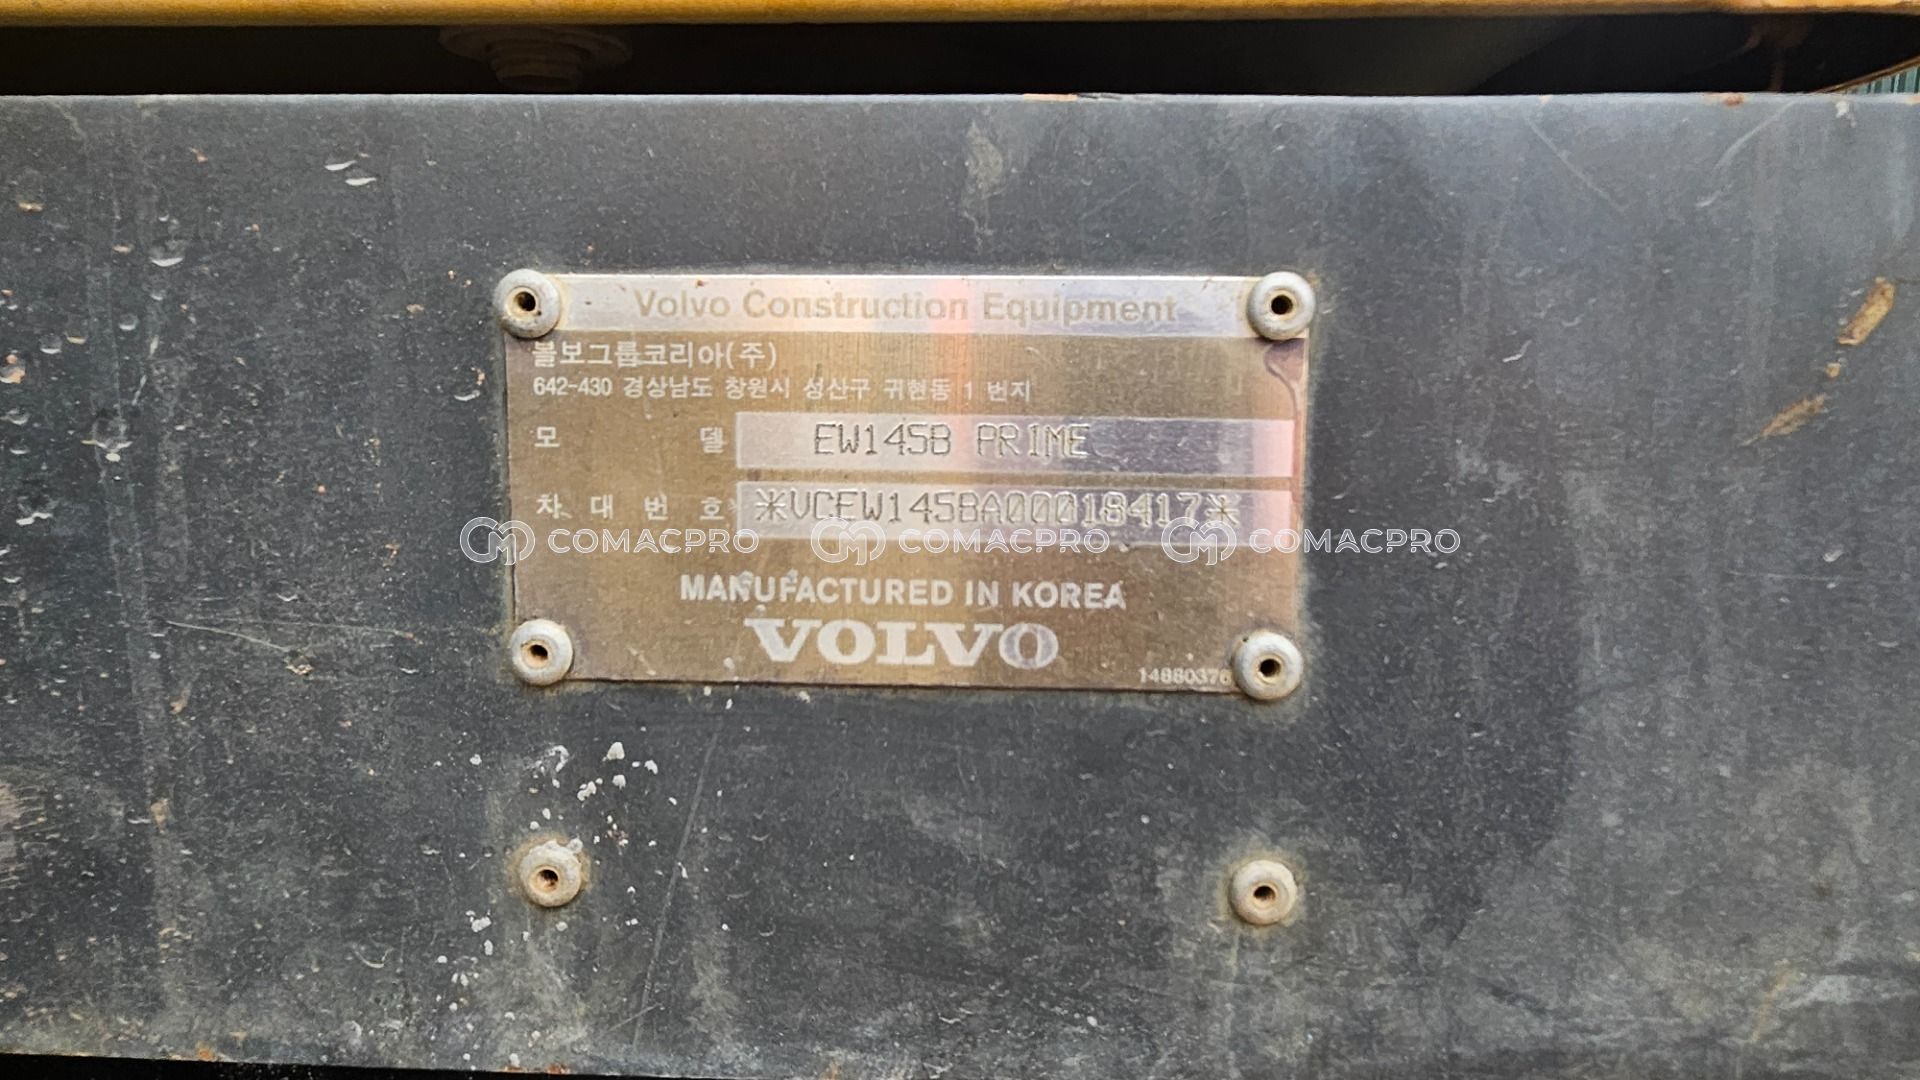 Volvo Construction Equipment
볼보그룹코리아(주)
642-430 경상남도 창원시 성산구 귀현동 1 번지
모 델 EW145B PRIME
차 대 번 호 *VCEW145BA00018417*
COMACPRO COMACPRO COMACPRO
MANUFACTURED IN KOREA
VOLVO
14880376